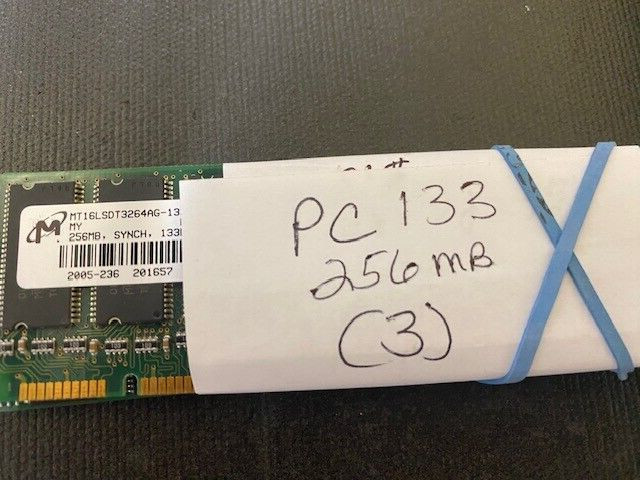 MT16LSDT3264AG-13
MY
256MB, SYNCH, 133
2005-236 201657
PC 133
256 MB
(3)